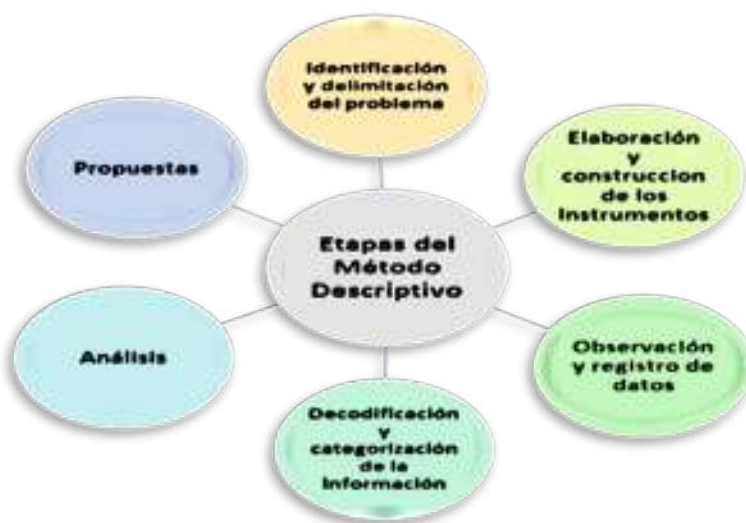 Identificación
y delimitación
del problema
Elaboración
y
construccion
de los
Instrumentos
Propuestas
Etapas del
Método
Descriptivo
Observación
y registro de
datos
Análisis
Decodificación
y
categorización
de la
Información